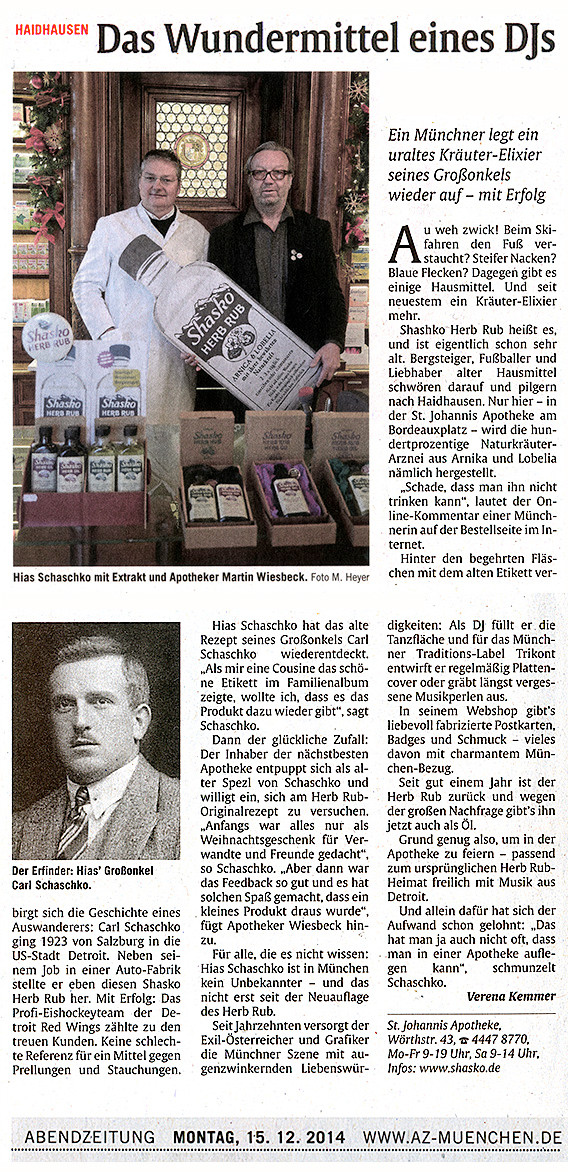 HAIDHAUSEN
Das Wundermittel eines DJs
Shasko
HERB RUB
ARNICA & LOBELIA
Shasko
HERB RUB
Shasko
HERB RUB
Shasko
HERB RUB
Shasko
Shasko
Hias Schaschko mit Extrakt und Apotheker Martin Wiesbeck. Foto M. Heyer
Ein Münchner legt ein
uraltes Kräuter-Elixier
seines Großonkels
wieder auf – mit Erfolg
Au weh zwick! Beim Ski-
fahren den Fuß ver-
staucht? Steifer Nacken?
Blaue Flecken? Dagegen gibt es
einige Hausmittel. Und seit
neuestem ein Kräuter-Elixier
mehr.
Shashko Herb Rub heißt es,
und ist eigentlich schon sehr
alt. Bergsteiger, Fußballer und
Liebhaber alter Hausmittel
schwören darauf und pilgern
nach Haidhausen. Nur hier – in
der St. Johannis Apotheke am
Bordeauxplatz – wird die hun-
dertprozentige Naturkräuter-
Arznei aus Arnika und Lobelia
nämlich hergestellt.
„Schade, dass man ihn nicht
trinken kann“, lautet der On-
line-Kommentar einer Münch-
nerin auf der Bestellseite im In-
ternet.
Hinter den begehrten Fläs-
chen mit dem alten Etikett ver-
Der Erfinder: Hias’ Großonkel
Carl Schaschko.
birgt sich die Geschichte eines
Auswanderers: Carl Schaschko
ging 1923 von Salzburg in die
US-Stadt Detroit. Neben sei-
nem Job in einer Auto-Fabrik
stellte er eben diesen Shasko
Herb Rub her. Mit Erfolg: Das
Profi-Eishockeyteam der De-
troit Red Wings zählte zu den
treuen Kunden. Keine schlech-
te Referenz für ein Mittel gegen
Prellungen und Stauchungen.
Hias Schaschko hat das alte
Rezept seines Großonkels Carl
Schaschko wiederentdeckt.
„Als mir eine Cousine das schö-
ne Etikett im Familienalbum
zeigte, wollte ich, dass es das
Produkt dazu wieder gibt“, sagt
Schaschko.
Dann der glückliche Zufall:
Der Inhaber der nächstbesten
Apotheke entpuppt sich als al-
ter Spezl von Schaschko und
willigt ein, sich am Herb Rub-
Originalrezept zu versuchen.
„Anfangs war alles nur als
Weihnachtsgeschenk für Ver-
wandte und Freunde gedacht“,
so Schaschko. „Aber dann war
das Feedback so gut und es hat
solchen Spaß gemacht, dass ein
kleines Produkt draus wurde“,
fügt Apotheker Wiesbeck hin-
zu.
Für alle, die es nicht wissen:
Hias Schaschko ist in München
kein Unbekannter – und das
nicht erst seit der Neuauflage
des Herb Rub.
Seit Jahrzehnten versorgt der
Exil-Österreicher und Grafiker
die Münchner Szene mit au-
genzwinkernden Liebenswür-
digkeiten: Als DJ füllt er die
Tanzfläche und für das Münch-
ner Traditions-Label Trikont
entwirft er regelmäßig Platten-
cover oder gräbt längst verges-
sene Musikperlen aus.
In seinem Webshop gibt’s
liebevoll fabrizierte Postkarten,
Badges und Schmuck – vieles
davon mit charmantem Mün-
chen-Bezug.
Seit gut einem Jahr ist der
Herb Rub zurück und wegen
der großen Nachfrage gibt’s ihn
jetzt auch als Öl.
Grund genug also, um in der
Apotheke zu feiern – passend
zum ursprünglichen Herb Rub-
Heimat freilich mit Musik aus
Detroit.
Und allein dafür hat sich der
Aufwand schon gelohnt: „Das
hat man ja auch nicht oft, dass
man in einer Apotheke aufle-
gen kann“, schmunzelt
Schaschko.
Verena Kemmer
St. Johannis Apotheke,
Wörthstr. 43, ☎ 4447 8770,
Mo-Fr 9-19 Uhr, Sa 9-14 Uhr,
Infos: www.shasko.de
ABENDZEITUNG MONTAG, 15. 12. 2014 WWW.AZ-MUENCHEN.DE